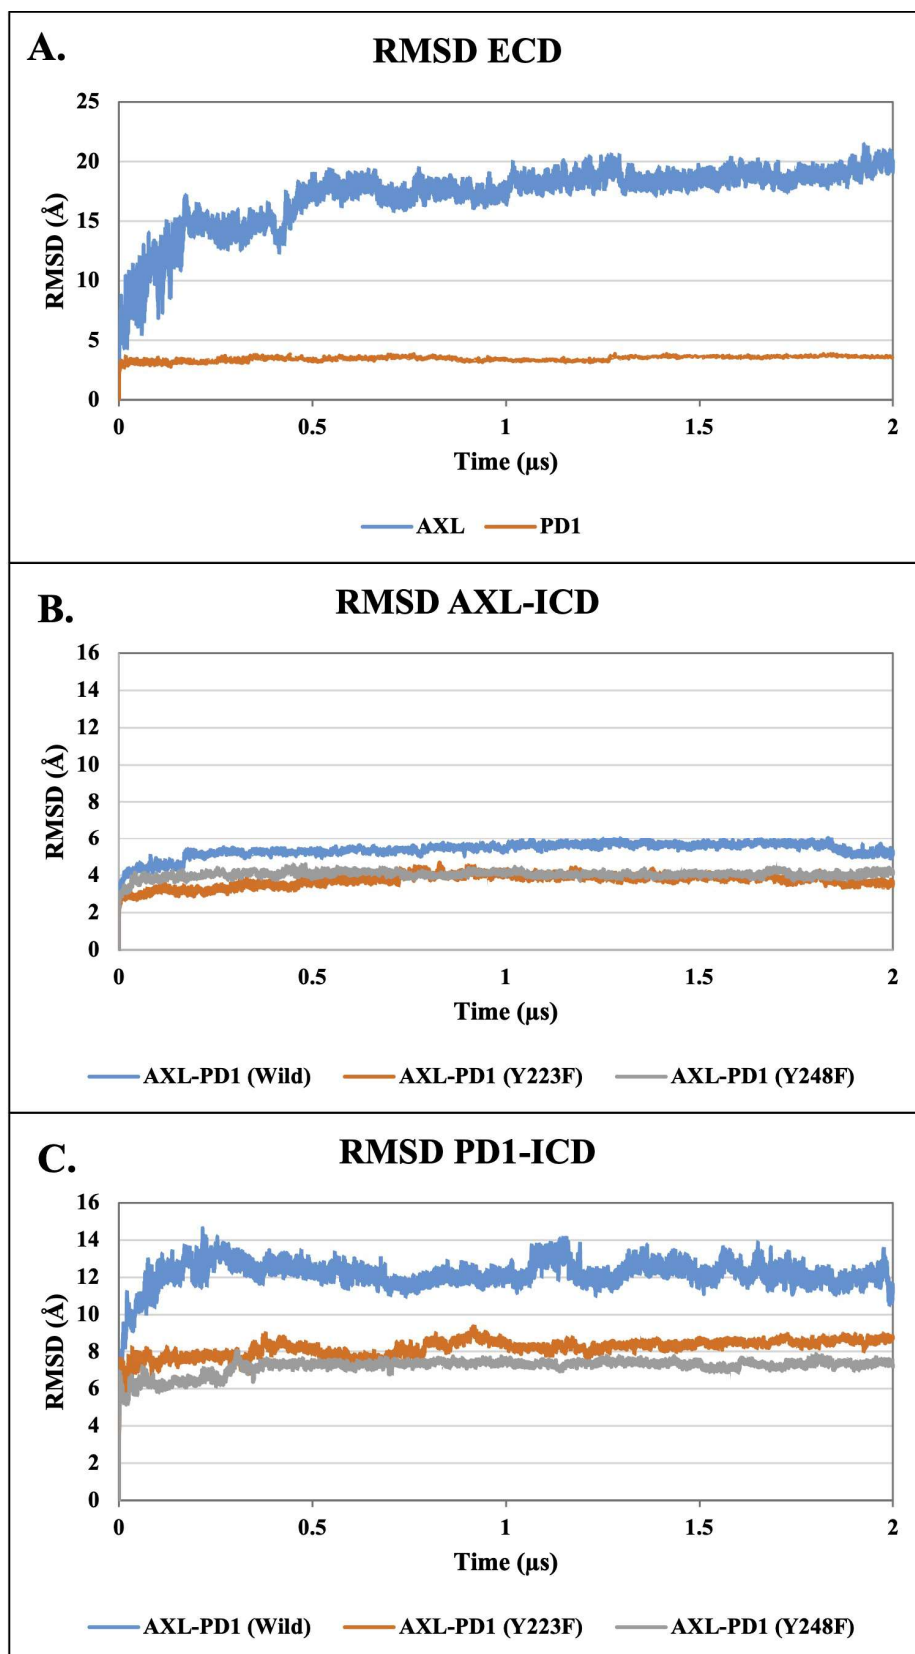 A.
RMSD ECD
25
20
15
10
5
0
RMSD (Å)
0 0.5 1 1.5 2
Time (µs)
AXL PD1
B.
RMSD AXL-ICD
16
14
12
10
8
6
4
2
0
RMSD (Å)
0 0.5 1 1.5 2
Time (µs)
AXL-PD1 (Wild) AXL-PD1 (Y223F) AXL-PD1 (Y248F)
C.
RMSD PD1-ICD
16
14
12
10
8
6
4
2
0
RMSD (Å)
0 0.5 1 1.5 2
Time (µs)
AXL-PD1 (Wild) AXL-PD1 (Y223F) AXL-PD1 (Y248F)